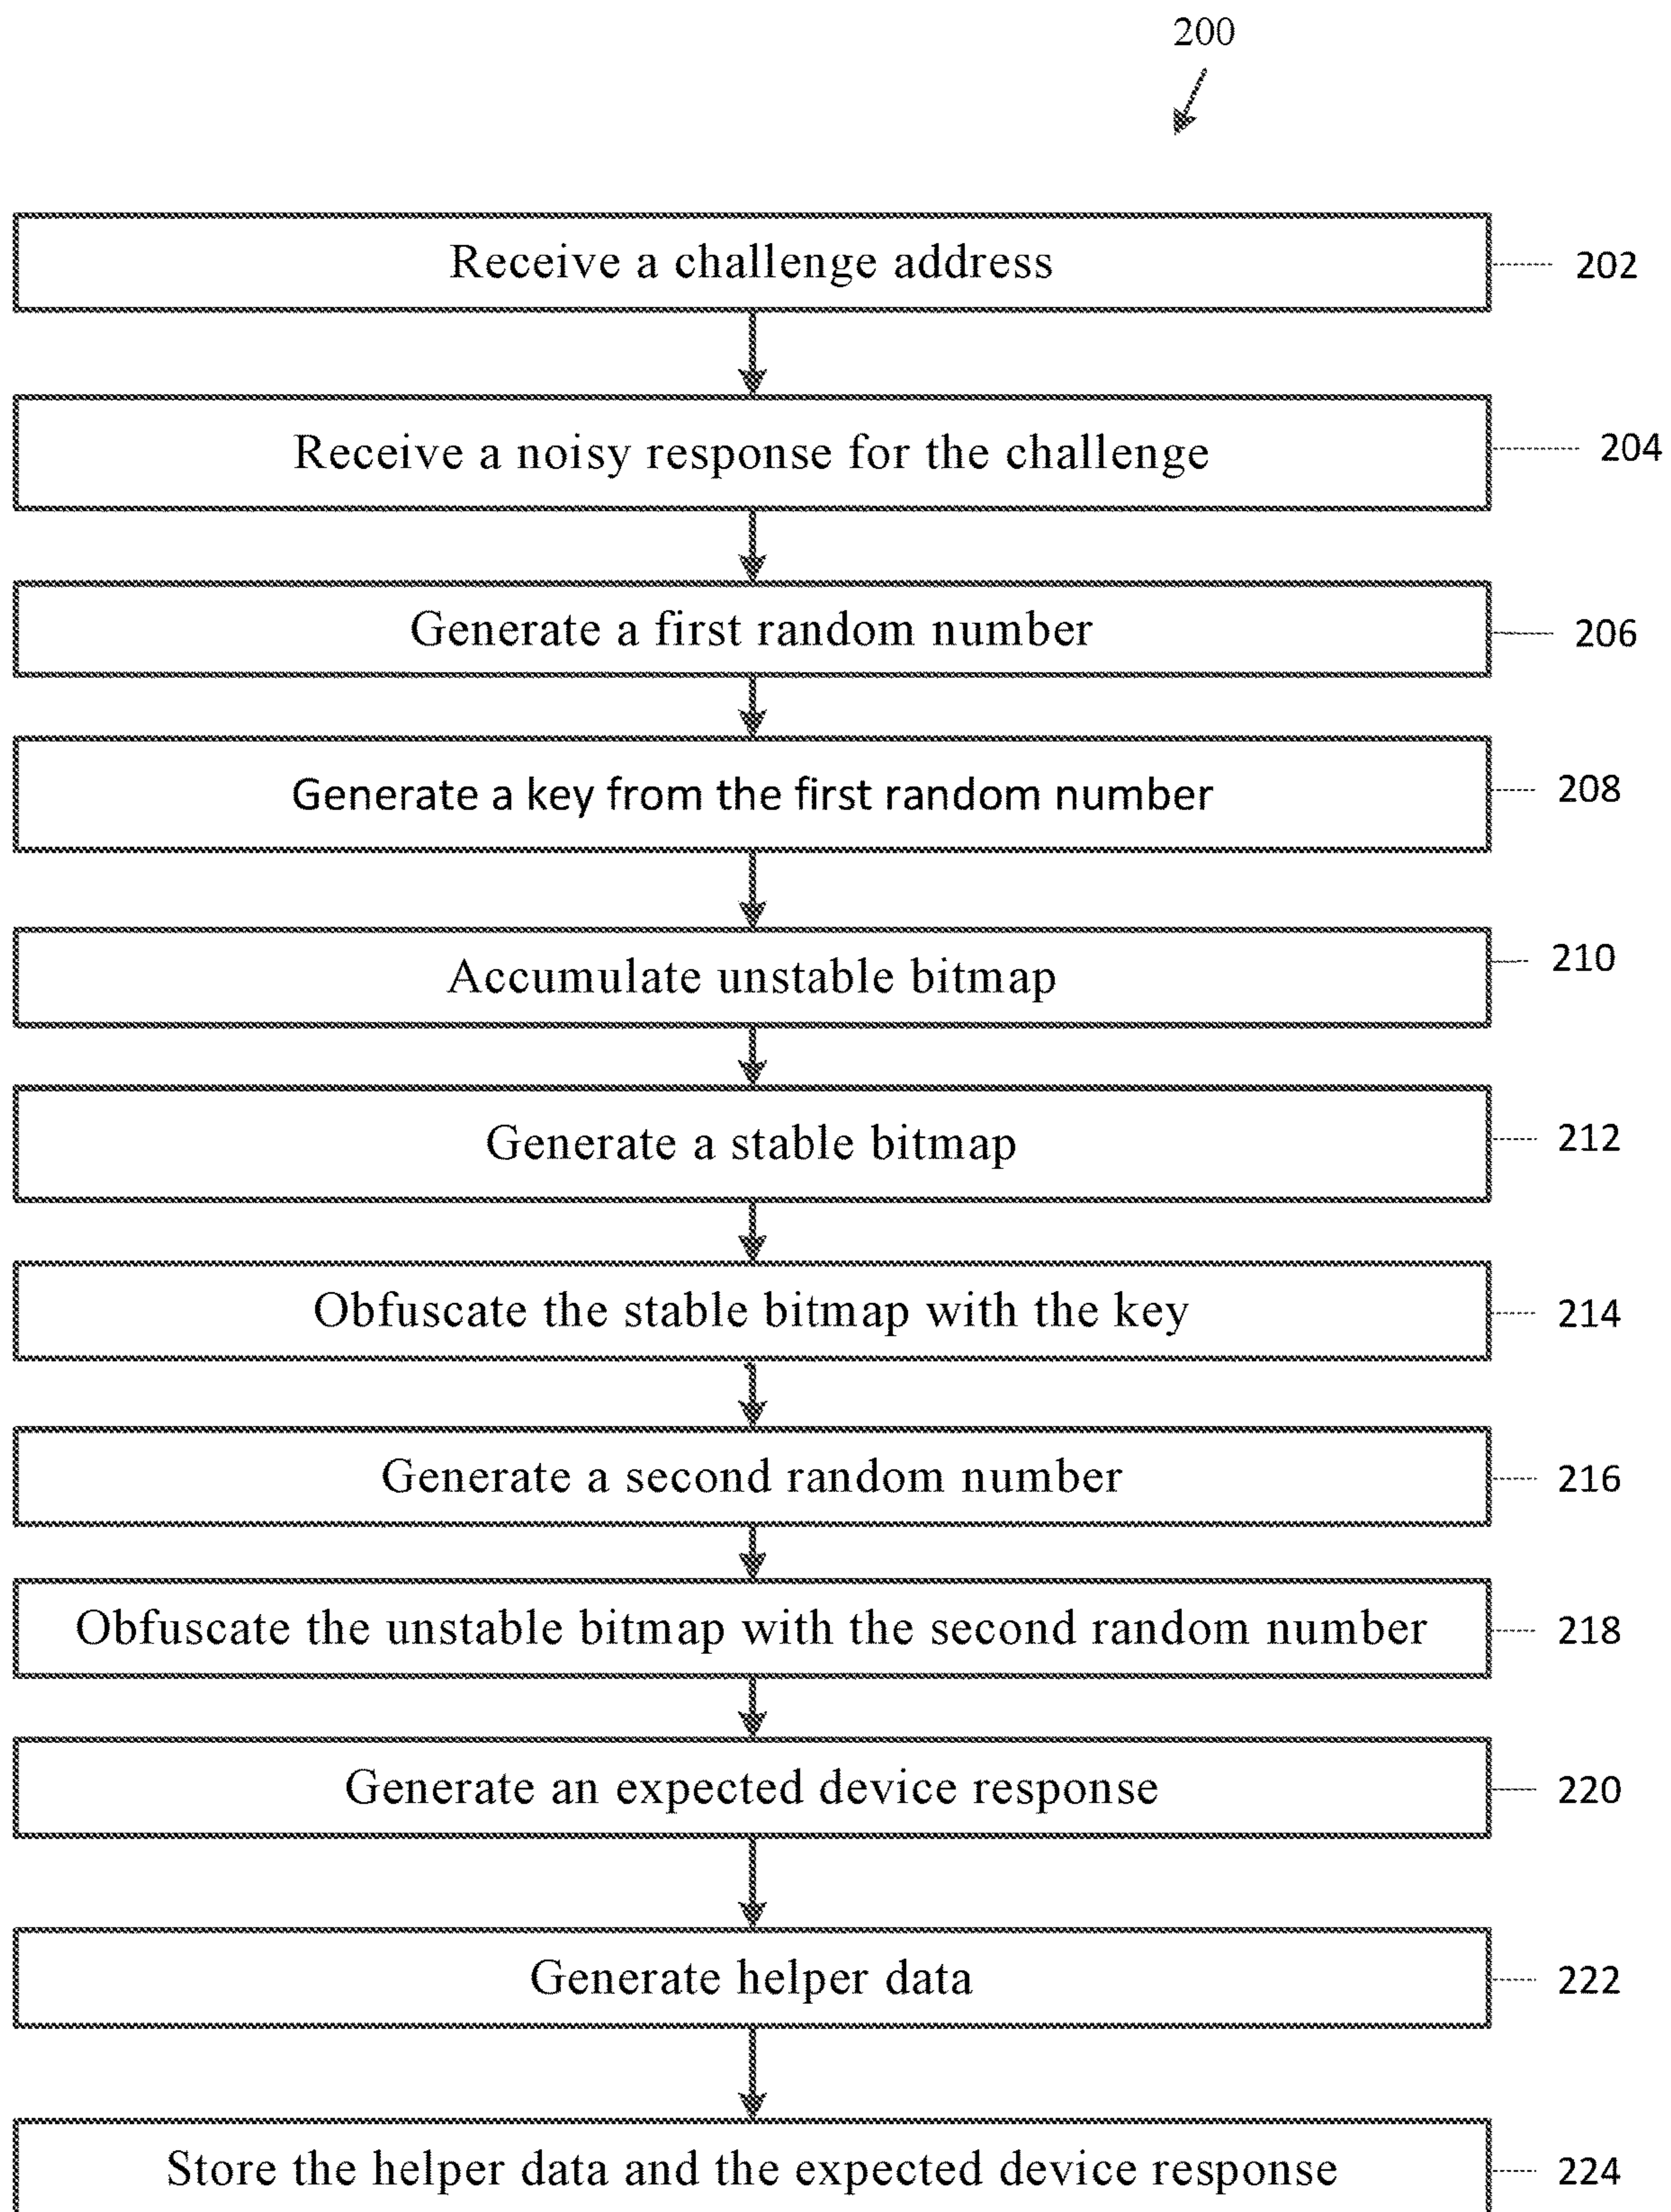 200
Receive a challenge address 202
Receive a noisy response for the challenge 204
Generate a first random number 206
Generate a key from the first random number 208
Accumulate unstable bitmap 210
Generate a stable bitmap 212
Obfuscate the stable bitmap with the key 214
Generate a second random number 216
Obfuscate the unstable bitmap with the second random number 218
Generate an expected device response 220
Generate helper data 222
Store the helper data and the expected device response 224